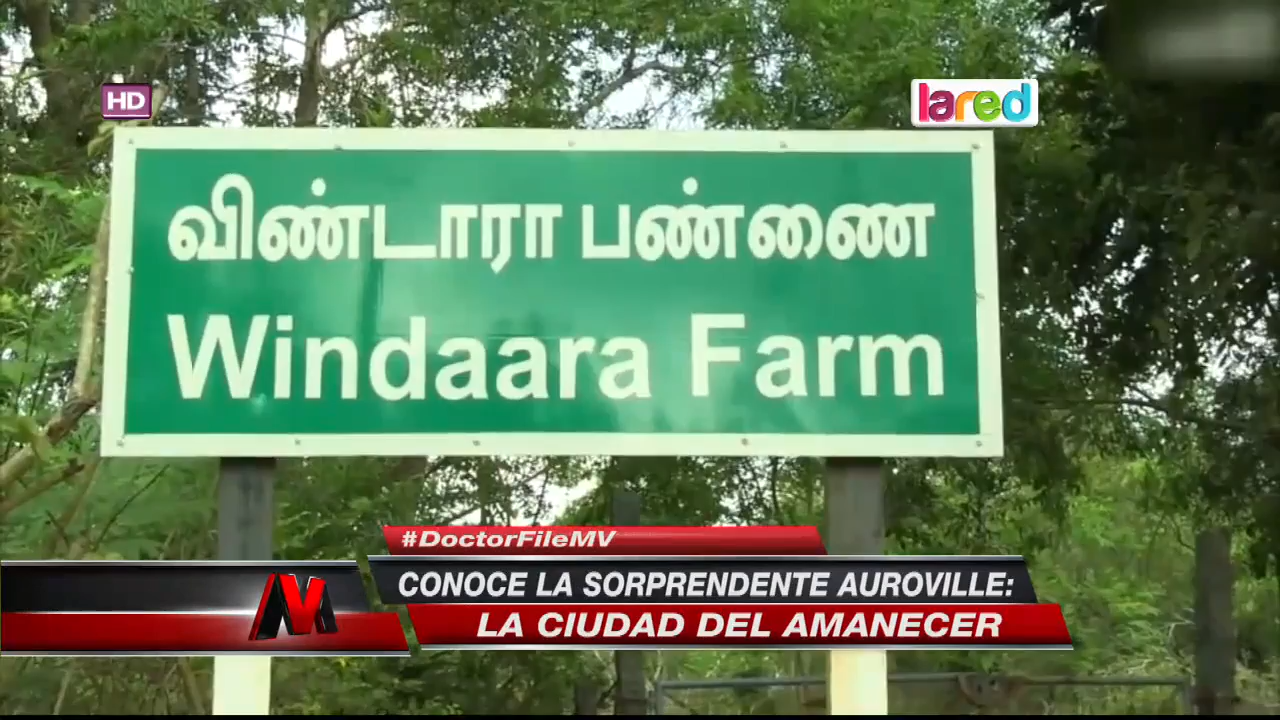 HD
lared
விண்டாரா பண்ணை
Windaara Farm
#DoctorFileMV
CONOCE LA SORPRENDENTE AUROVILLE:
LA CIUDAD DEL AMANECER